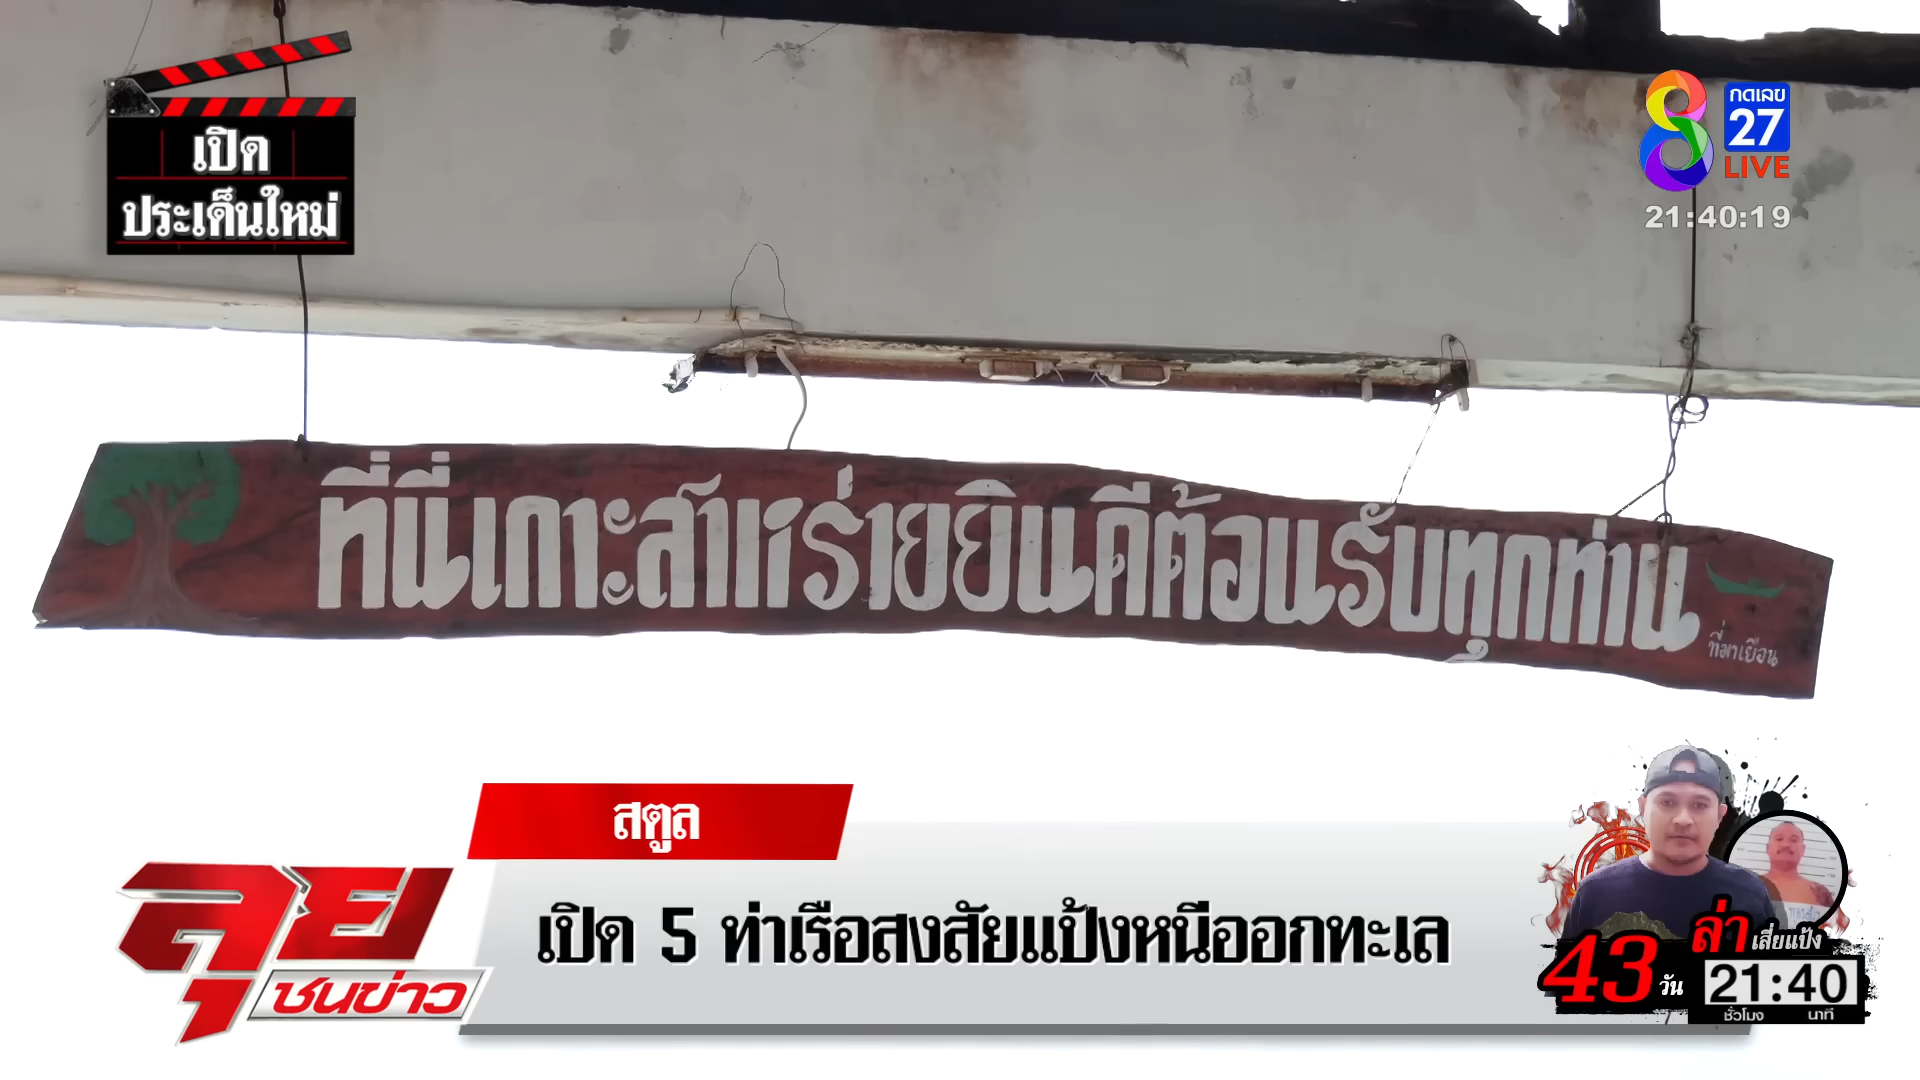 เปิด
ประเด็นใหม่
กดเลข
27
LIVE
21:40:19
ที่นี่เกาะสาหร่ายยินดีต้อนรับทุกท่าน
ที่มาเยือน
สตูล
เปิด 5 ท่าเรือสงสัยแป้งหนีออกทะเล
ลุย
ชนข่าว
ล่า
เสี่ยแป้ง
43 วัน
21:40
ชั่วโมง นาที